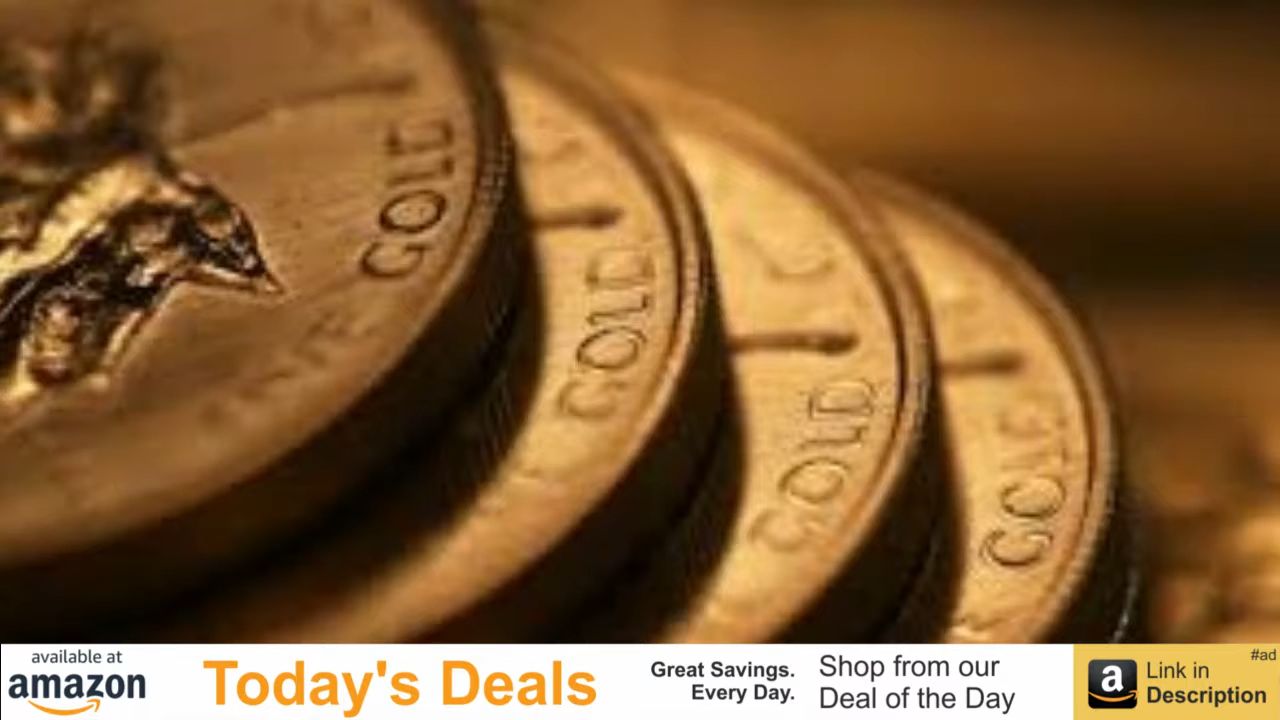 GOLD
GOLD
GOLD
GOLD
available at
amazon
Today's Deals
Great Savings.
Every Day.
Shop from our
Deal of the Day
#ad
a
Link in
Description